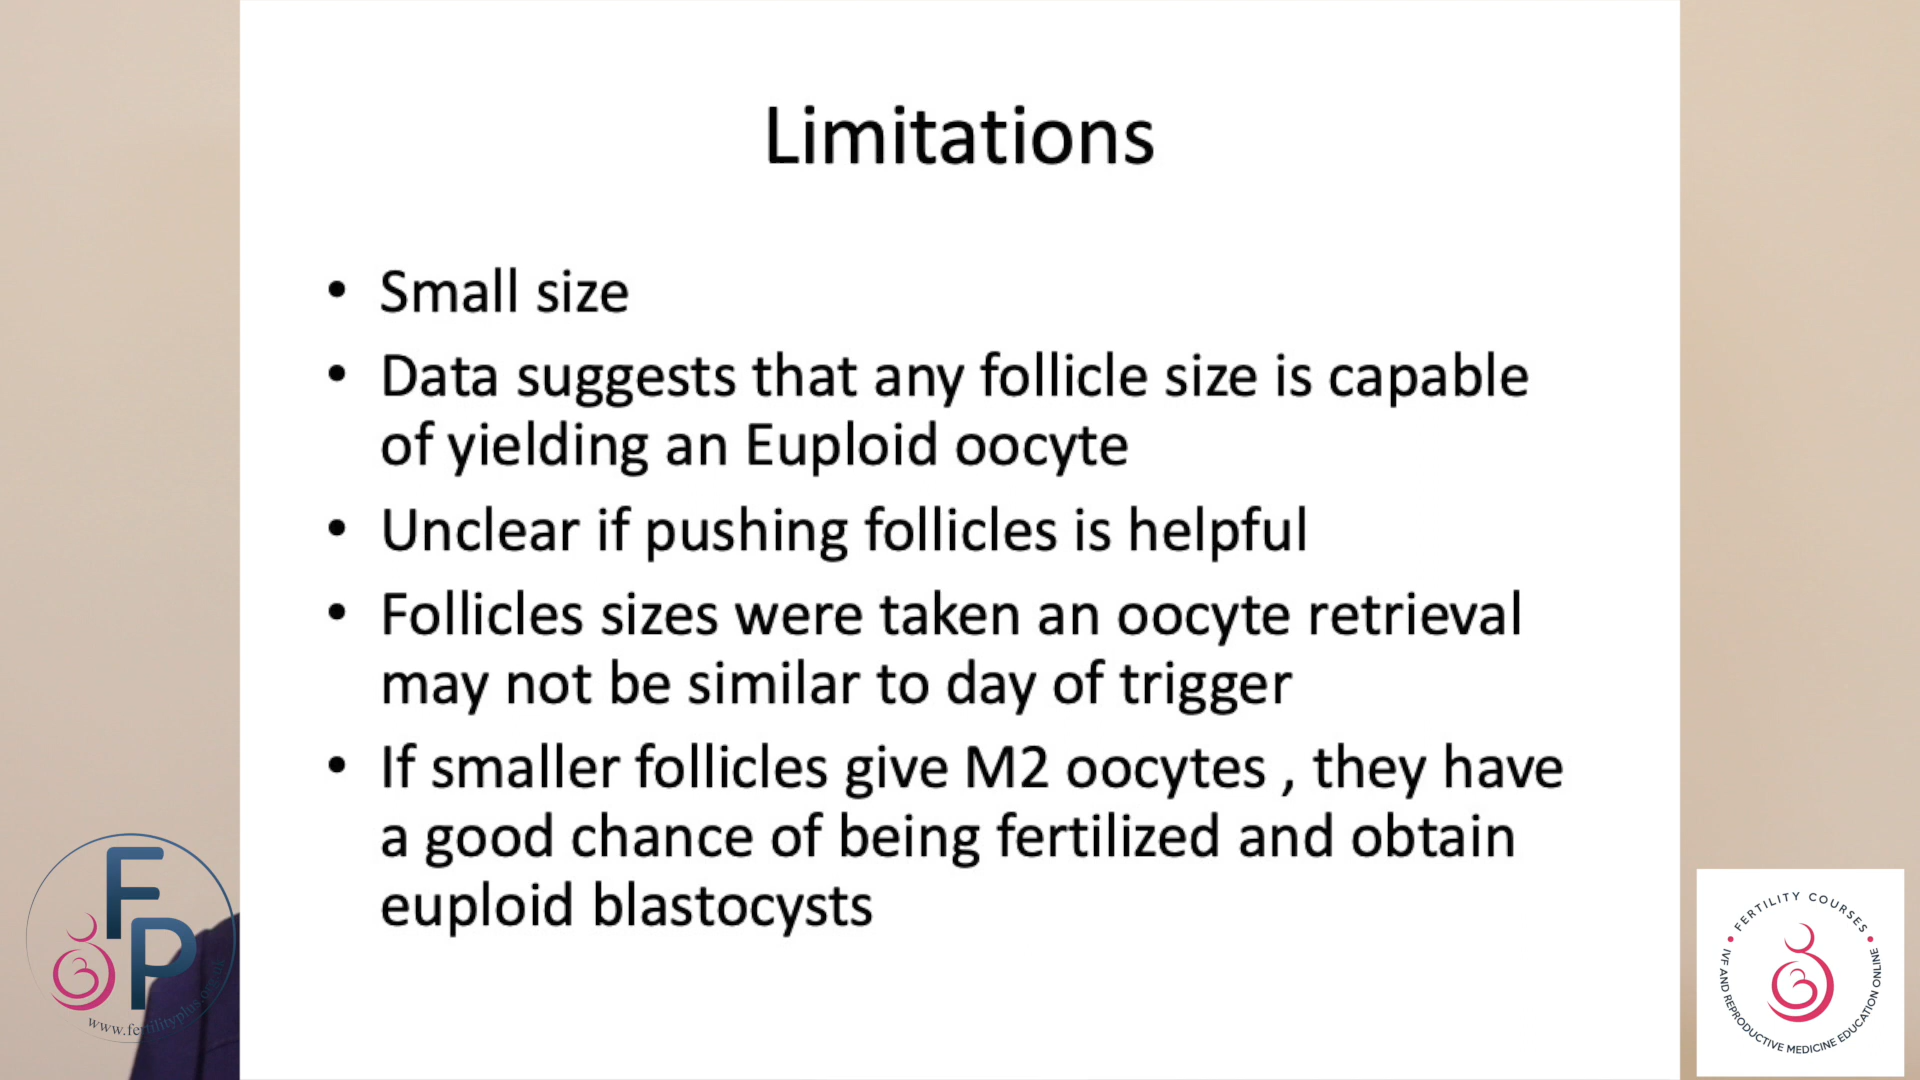 Limitations
• Small size
• Data suggests that any follicle size is capable
of yielding an Euploid oocyte
• Unclear if pushing follicles is helpful
• Follicles sizes were taken an oocyte retrieval
may not be similar to day of trigger
• If smaller follicles give M2 oocytes , they have
a good chance of being fertilized and obtain
euploid blastocysts
FP
FERTILITY COURSES
IVF AND REPRODUCTIVE MEDICINE EDUCATION ONLINE